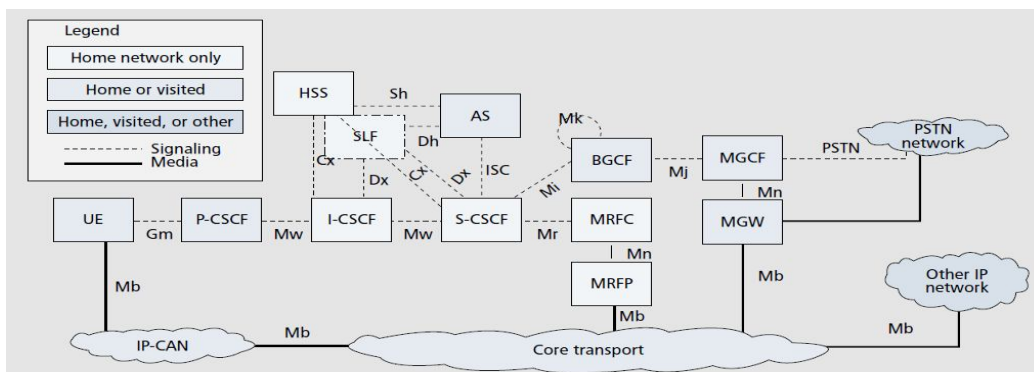 Legend
Home network only
Home or visited
Home, visited, or other
Signaling
Media
HSS
Sh
AS
SLF
Dh
Cx
Dx
Cx
Dx
ISC
Mk
BGCF
Mi
Mj
MGCF
PSTN
PSTN
network
Mn
UE
Gm
P-CSCF
Mw
I-CSCF
Mw
S-CSCF
Mr
MRFC
MGW
Mn
MRFP
Mb
Mb
Mb
Other IP
network
Mb
Mb
IP-CAN
Core transport